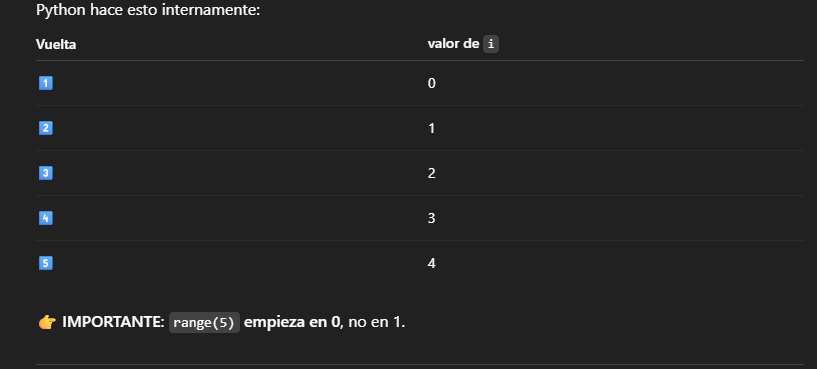 Python hace esto internamente:
Vuelta valor de i
1 0
2 1
3 2
4 3
5 4
👉 IMPORTANTE: range(5) empieza en 0, no en 1.